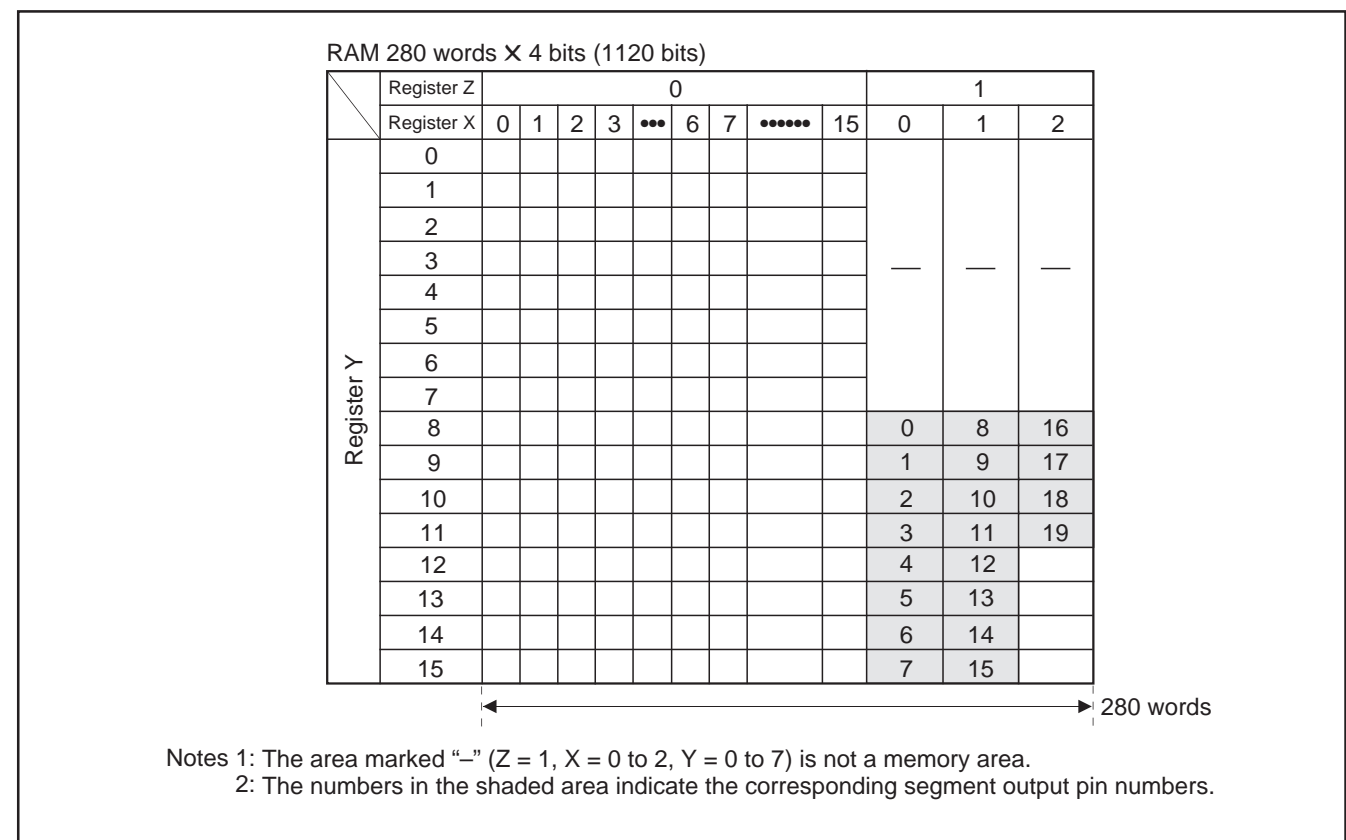 RAM 280 words × 4 bits (1120 bits)
Register Z 0 1
Register X 0 1 2 3 ••• 6 7 •••••• 15 0 1 2
Register Y
0
1
2
3 — — —
4
5
6
7
8 0 8 16
9 1 9 17
10 2 10 18
11 3 11 19
12 4 12
13 5 13
14 6 14
15 7 15
280 words
Notes 1: The area marked “–” (Z = 1, X = 0 to 2, Y = 0 to 7) is not a memory area.
2: The numbers in the shaded area indicate the corresponding segment output pin numbers.